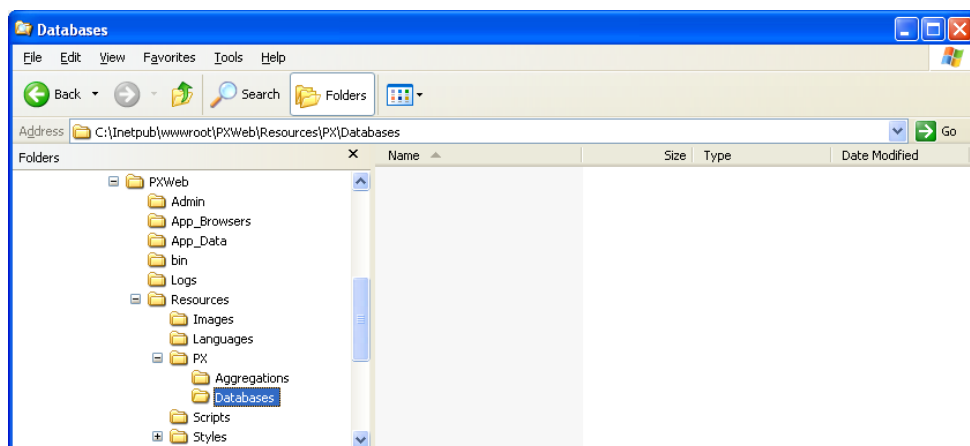 Databases
File Edit View Favorites Tools Help
Back Search Folders
Address C:\Inetpub\wwwroot\PXWeb\Resources\PX\Databases Go
Folders Name Size Type Date Modified
PXWeb
Admin
App_Browsers
App_Data
bin
Logs
Resources
Images
Languages
PX
Aggregations
Databases
Scripts
Styles